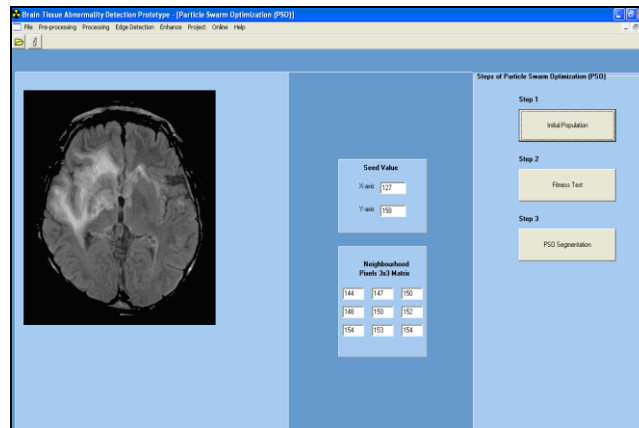 Brain Tissue Abnormality Detection Prototype - [Particle Swarm Optimization (PSO)]
File Pre-processing Processing Edge Detection Enhance Project Online Help
Steps of Particle Swarm Optimization (PSO)
Step 1
Initial Population
Step 2
Fitness Test
Step 3
PSO Segmentation
Seed Value
X-axis 127
Y-axis 158
Neighbourhood
Pixels 3x3 Matrix
144 147 150
148 150 152
154 153 154